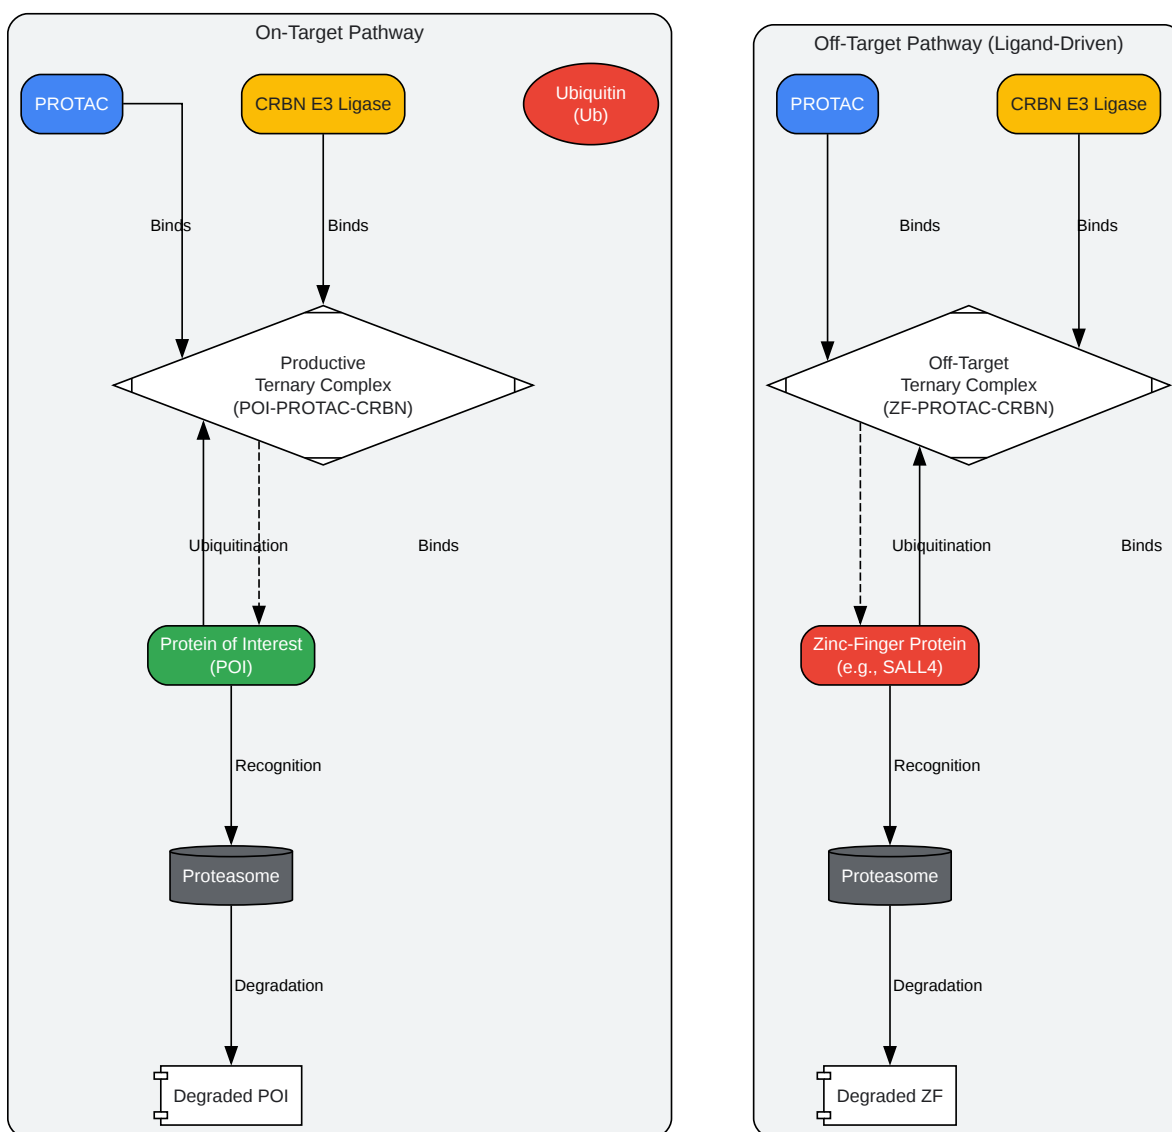 On-Target Pathway
PROTAC
CRBN E3 Ligase
Ubiquitin
(Ub)
Binds
Binds
Productive
Ternary Complex
(POI-PROTAC-CRBN)
Ubiquitination
Binds
Protein of Interest
(POI)
Recognition
Proteasome
Degradation
Degraded POI
Off-Target Pathway (Ligand-Driven)
PROTAC
CRBN E3 Ligase
Binds
Binds
Off-Target
Ternary Complex
(ZF-PROTAC-CRBN)
Ubiquitination
Binds
Zinc-Finger Protein
(e.g., SALL4)
Recognition
Proteasome
Degradation
Degraded ZF